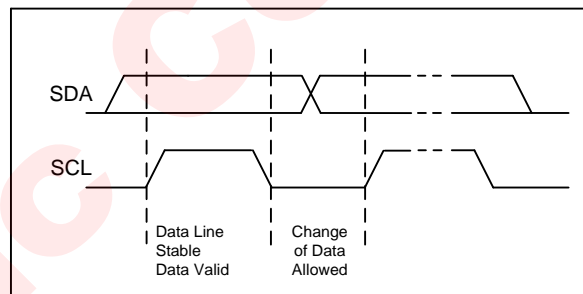 SDA
SCL
Data Line
Stable
Data Valid
Change
of Data
Allowed